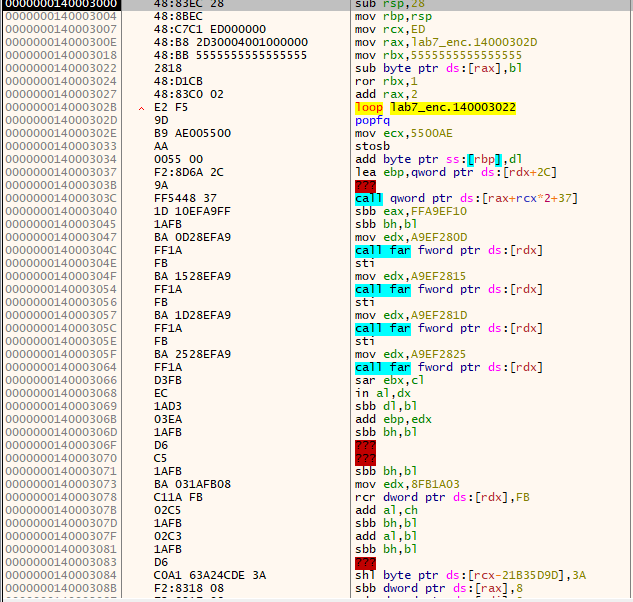 0000000140003000 48:83EC 28 sub rsp,28
0000000140003004 48:8BEC mov rbp,rsp
0000000140003007 48:C7C1 ED000000 mov rcx,ED
000000014000300E 48:B8 2D30004001000000 mov rax,lab7_enc.14000302D
0000000140003018 48:BB 5555555555555555 mov rbx,5555555555555555
0000000140003022 2818 sub byte ptr ds:[rax],bl
0000000140003024 48:D1CB ror rbx,1
0000000140003027 48:83C0 02 add rax,2
000000014000302B ^ E2 F5 loop lab7_enc.140003022
000000014000302D 9D popfq
000000014000302E B9 AE005500 mov ecx,5500AE
0000000140003033 AA stosb
0000000140003034 0055 00 add byte ptr ss:[rbp],dl
0000000140003037 F2:8D6A 2C lea ebp,qword ptr ds:[rdx+2C]
000000014000303B 9A ???
000000014000303C FF5448 37 call qword ptr ds:[rax+rcx*2+37]
0000000140003040 1D 10EFA9FF sbb eax,FFA9EF10
0000000140003045 1AFB sbb bh,bl
0000000140003047 BA 0D28EFA9 mov edx,A9EF280D
000000014000304C FF1A call far fword ptr ds:[rdx]
000000014000304E FB sti
000000014000304F BA 1528EFA9 mov edx,A9EF2815
0000000140003054 FF1A call far fword ptr ds:[rdx]
0000000140003056 FB sti
0000000140003057 BA 1D28EFA9 mov edx,A9EF281D
000000014000305C FF1A call far fword ptr ds:[rdx]
000000014000305E FB sti
000000014000305F BA 2528EFA9 mov edx,A9EF2825
0000000140003064 FF1A call far fword ptr ds:[rdx]
0000000140003066 D3FB sar ebx,cl
0000000140003068 EC in al,dx
0000000140003069 1AD3 sbb dl,bl
000000014000306B 03EA add ebp,edx
000000014000306D 1AFB sbb bh,bl
000000014000306F D6 ???
0000000140003070 C5 ???
0000000140003071 1AFB sbb bh,bl
0000000140003073 BA 031AFB08 mov edx,8FB1A03
0000000140003078 C11A FB rcr dword ptr ds:[rdx],FB
000000014000307B 02C5 add al,ch
000000014000307D 1AFB sbb bh,bl
000000014000307F 02C3 add al,bl
0000000140003081 1AFB sbb bh,bl
0000000140003083 D6 ???
0000000140003084 C0A1 63A24CDE 3A shl byte ptr ds:[rcx-21B35D9D],3A
000000014000308B F2:8318 08 sbb dword ptr ds:[rax],8